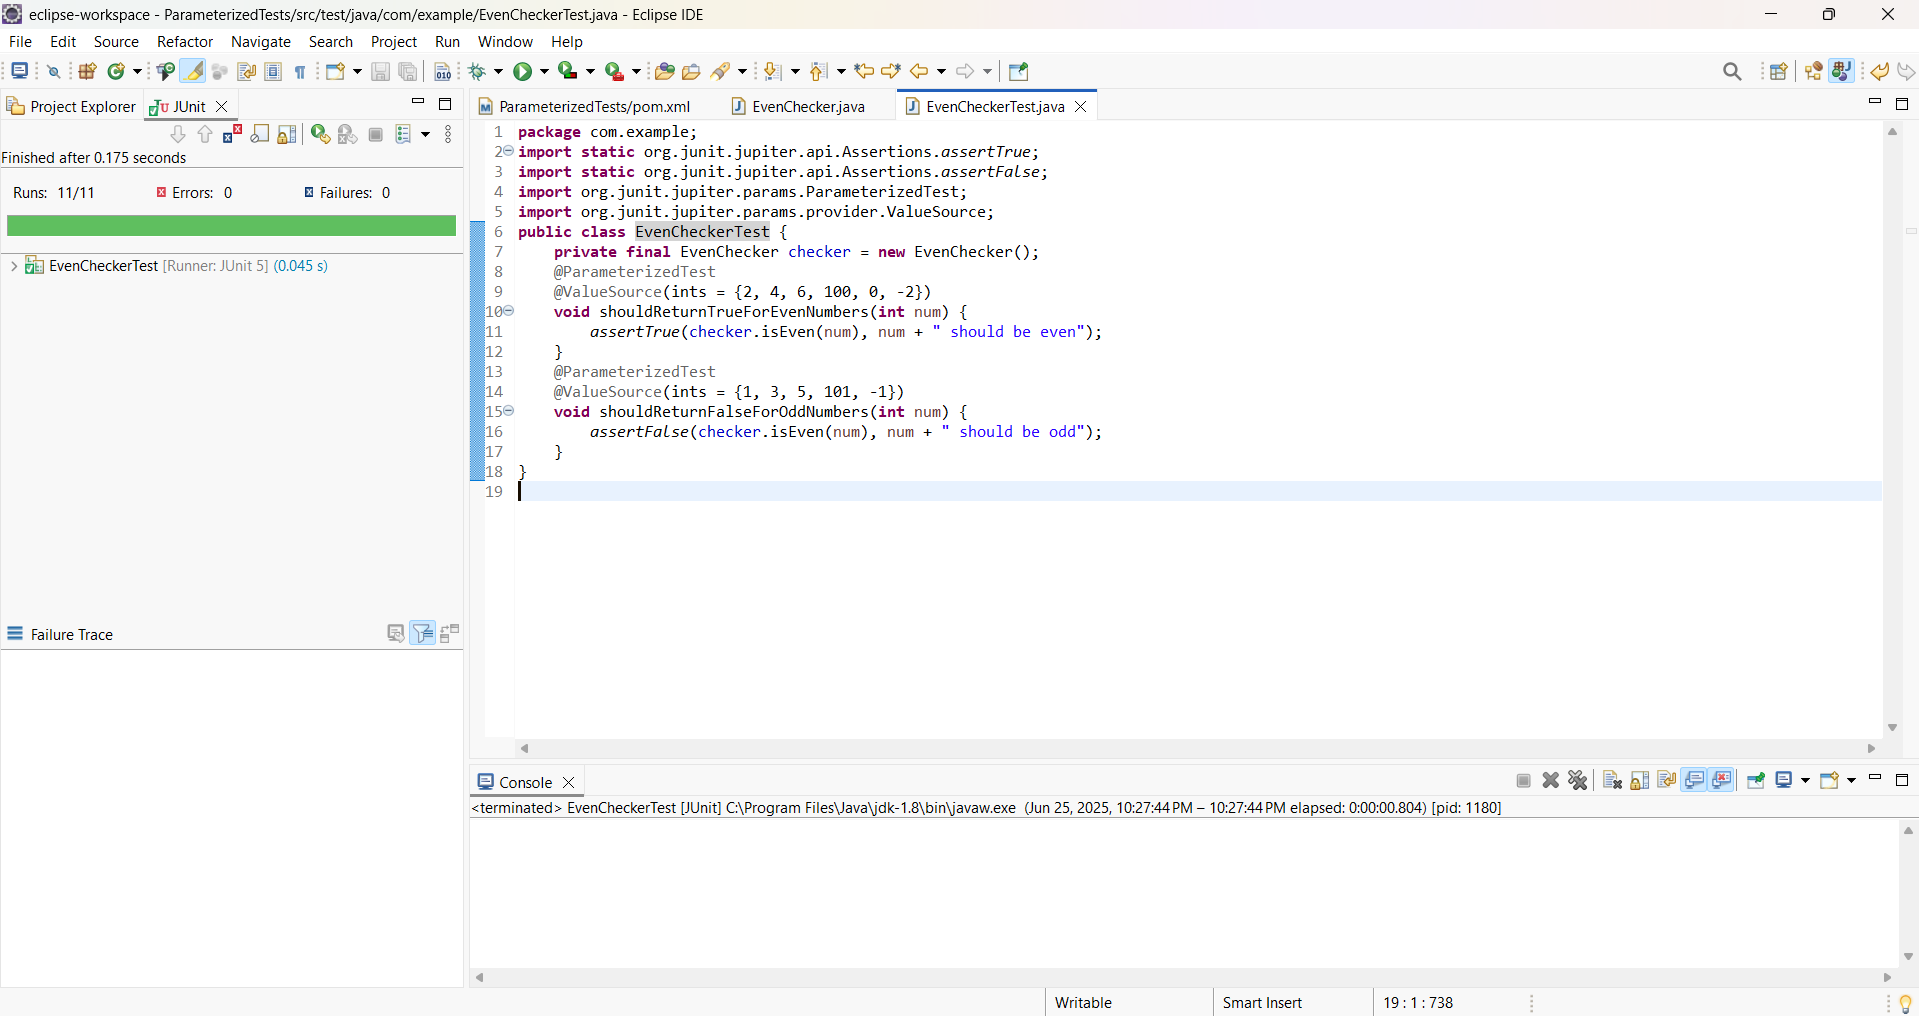 eclipse-workspace - ParameterizedTests/src/test/java/com/example/EvenCheckerTest.java - Eclipse IDE
File Edit Source Refactor Navigate Search Project Run Window Help
Project Explorer JUnit
Finished after 0.175 seconds
Runs: 11/11 Errors: 0 Failures: 0
EvenCheckerTest [Runner: JUnit 5] (0.045 s)
Failure Trace
ParameterizedTests/pom.xml EvenChecker.java EvenCheckerTest.java
1 package com.example;
2 import static org.junit.jupiter.api.Assertions.assertTrue;
3 import static org.junit.jupiter.api.Assertions.assertFalse;
4 import org.junit.jupiter.params.ParameterizedTest;
5 import org.junit.jupiter.params.provider.ValueSource;
6 public class EvenCheckerTest {
7     private final EvenChecker checker = new EvenChecker();
8     @ParameterizedTest
9     @ValueSource(ints = {2, 4, 6, 100, 0, -2})
10     void shouldReturnTrueForEvenNumbers(int num) {
11         assertTrue(checker.isEven(num), num + " should be even");
12     }
13     @ParameterizedTest
14     @ValueSource(ints = {1, 3, 5, 101, -1})
15     void shouldReturnFalseForOddNumbers(int num) {
16         assertFalse(checker.isEven(num), num + " should be odd");
17     }
18 }
19
Console
<terminated> EvenCheckerTest [JUnit] C:\Program Files\Java\jdk-1.8\bin\javaw.exe (Jun 25, 2025, 10:27:44 PM – 10:27:44 PM elapsed: 0:00:00.804) [pid: 1180]
Writable Smart Insert 19 : 1 : 738